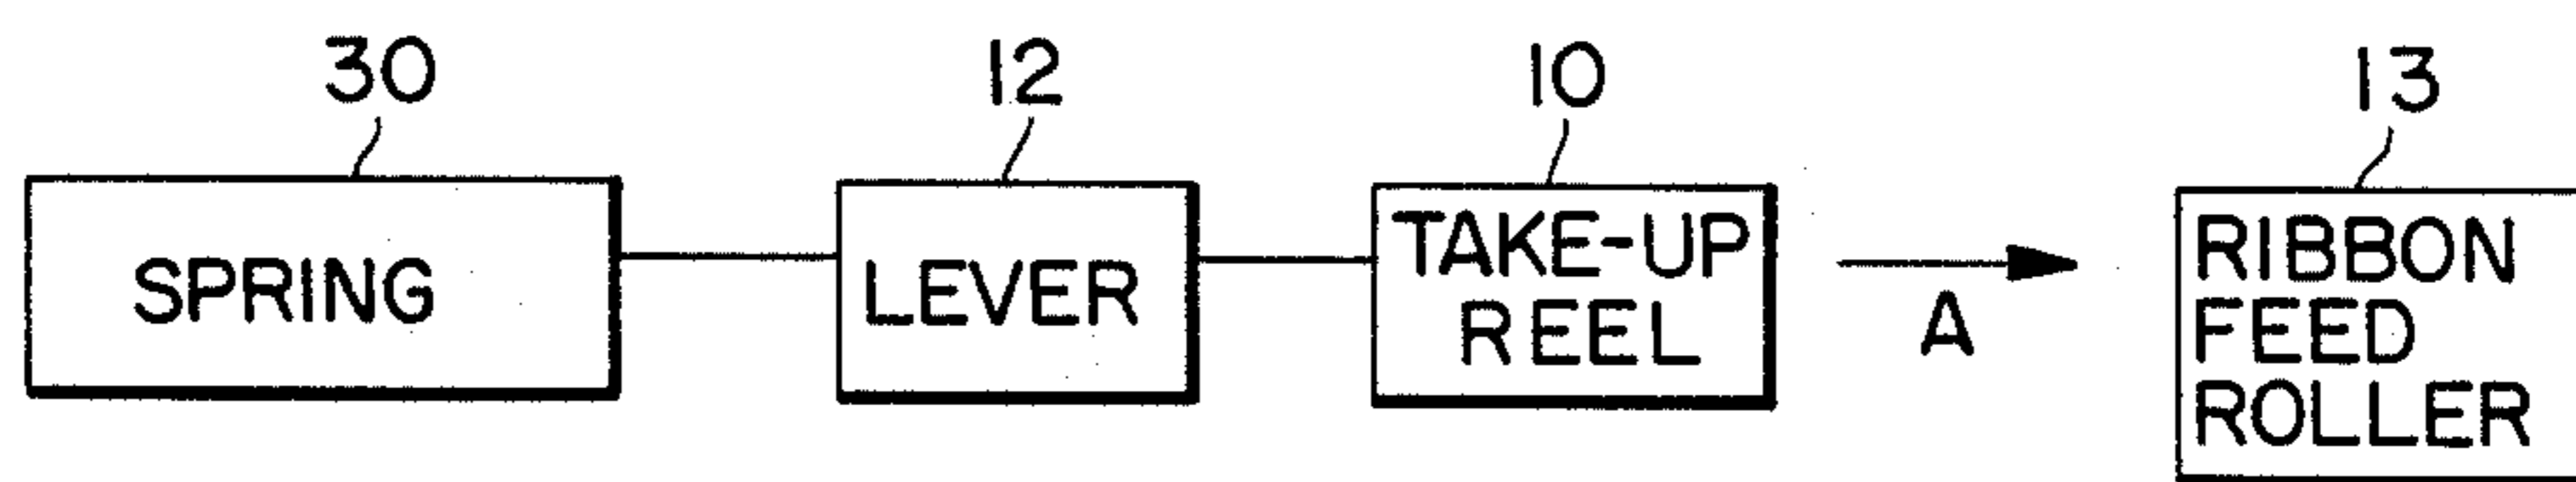 30
12
10
13
SPRING
LEVER
TAKE-UP
REEL
A
RIBBON
FEED
ROLLER